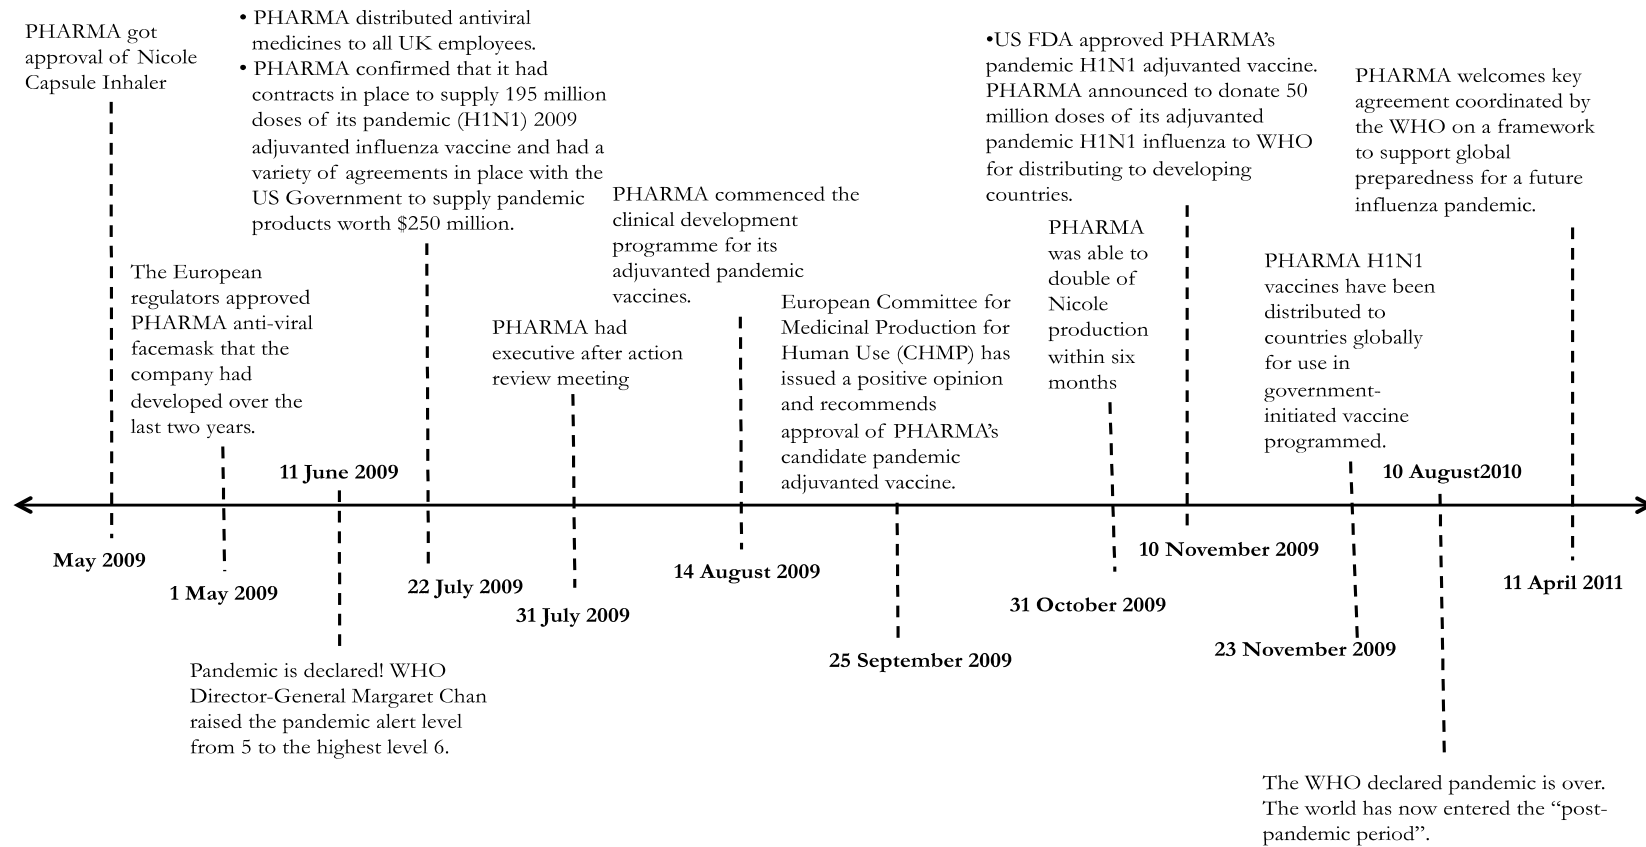 PHARMA got
approval of Nicole
Capsule Inhaler
• PHARMA distributed antiviral
medicines to all UK employees.
• PHARMA confirmed that it had
contracts in place to supply 195 million
doses of its pandemic (H1N1) 2009
adjuvanted influenza vaccine and had a
variety of agreements in place with the
US Government to supply pandemic
products worth $250 million.
•US FDA approved PHARMA's
pandemic H1N1 adjuvanted vaccine.
PHARMA announced to donate 50
million doses of its adjuvanted
pandemic H1N1 influenza to WHO
for distributing to developing
countries.
PHARMA welcomes key
agreement coordinated by
the WHO on a framework
to support global
preparedness for a future
influenza pandemic.
The European
regulators approved
PHARMA anti-viral
facemask that the
company had
developed over the
last two years.
PHARMA had
executive after action
review meeting
PHARMA commenced the
clinical development
programme for its
adjuvanted pandemic
vaccines.
European Committee for
Medicinal Production for
Human Use (CHMP) has
issued a positive opinion
and recommends
approval of PHARMA's
candidate pandemic
adjuvanted vaccine.
PHARMA
was able to
double of
Nicole
production
within six
months
PHARMA H1N1
vaccines have been
distributed to
countries globally
for use in
government-
initiated vaccine
programmed.
11 June 2009
10 August2010
May 2009
1 May 2009
22 July 2009
31 July 2009
14 August 2009
25 September 2009
31 October 2009
10 November 2009
23 November 2009
11 April 2011
Pandemic is declared! WHO
Director-General Margaret Chan
raised the pandemic alert level
from 5 to the highest level 6.
The WHO declared pandemic is over.
The world has now entered the “post-
pandemic period”.